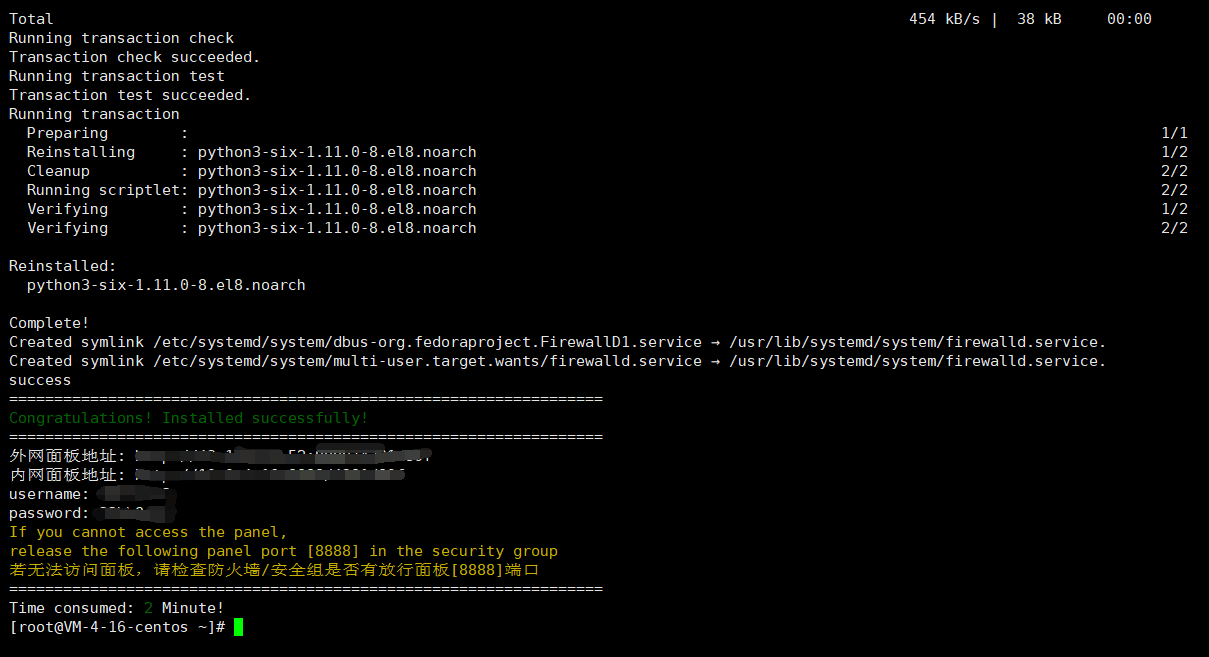 Total 454 kB/s | 38 kB 00:00
Running transaction check
Transaction check succeeded.
Running transaction test
Transaction test succeeded.
Running transaction
Preparing : 1/1
Reinstalling : python3-six-1.11.0-8.el8.noarch 1/2
Cleanup : python3-six-1.11.0-8.el8.noarch 2/2
Running scriptlet: python3-six-1.11.0-8.el8.noarch 2/2
Verifying : python3-six-1.11.0-8.el8.noarch 1/2
Verifying : python3-six-1.11.0-8.el8.noarch 2/2
Reinstalled:
python3-six-1.11.0-8.el8.noarch
Complete!
Created symlink /etc/systemd/system/dbus-org.fedoraproject.FirewallD1.service → /usr/lib/systemd/system/firewalld.service.
Created symlink /etc/systemd/system/multi-user.target.wants/firewalld.service → /usr/lib/systemd/system/firewalld.service.
success
==================================================================
Congratulations! Installed successfully!
==================================================================
外网面板地址:
内网面板地址:
username:
password:
If you cannot access the panel,
release the following panel port [8888] in the security group
若无法访问面板，请检查防火墙/安全组是否有放行面板[8888]端口
==================================================================
Time consumed: 2 Minute!
[root@VM-4-16-centos ~]#